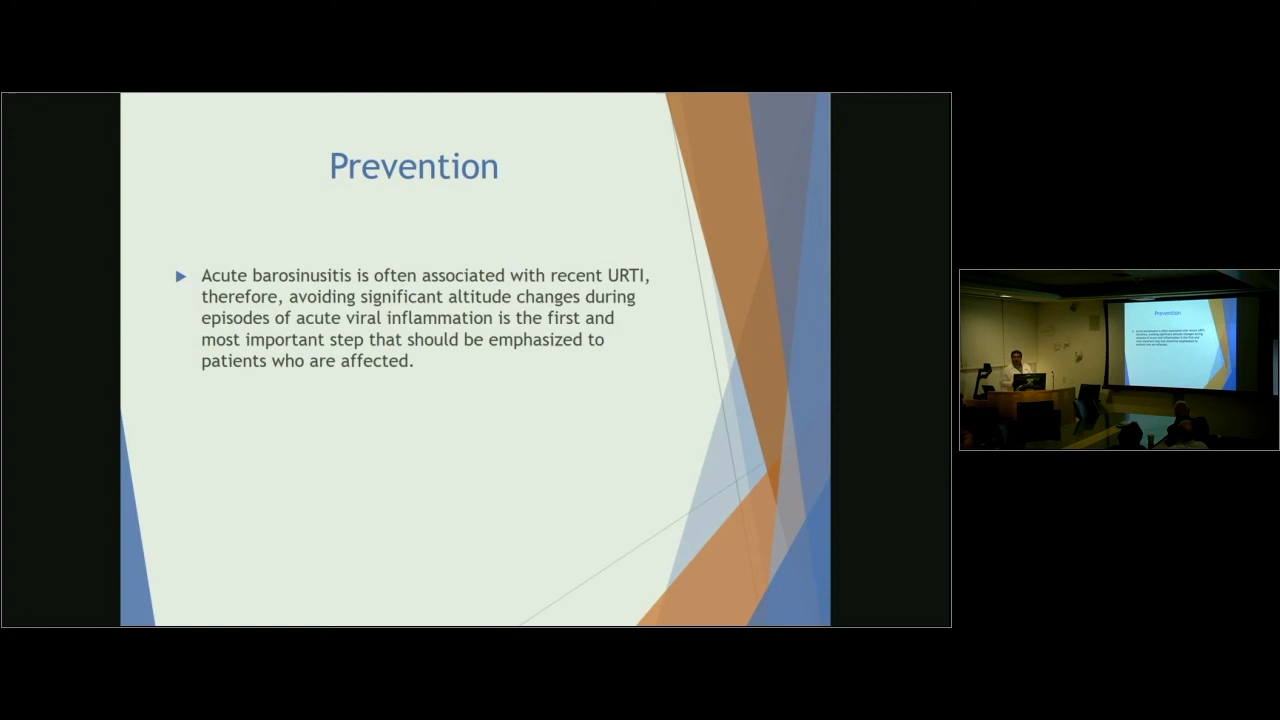 Prevention
Acute barosinusitis is often associated with recent URTI,
therefore, avoiding significant altitude changes during
episodes of acute viral inflammation is the first and
most important step that should be emphasized to
patients who are affected.
Prevention